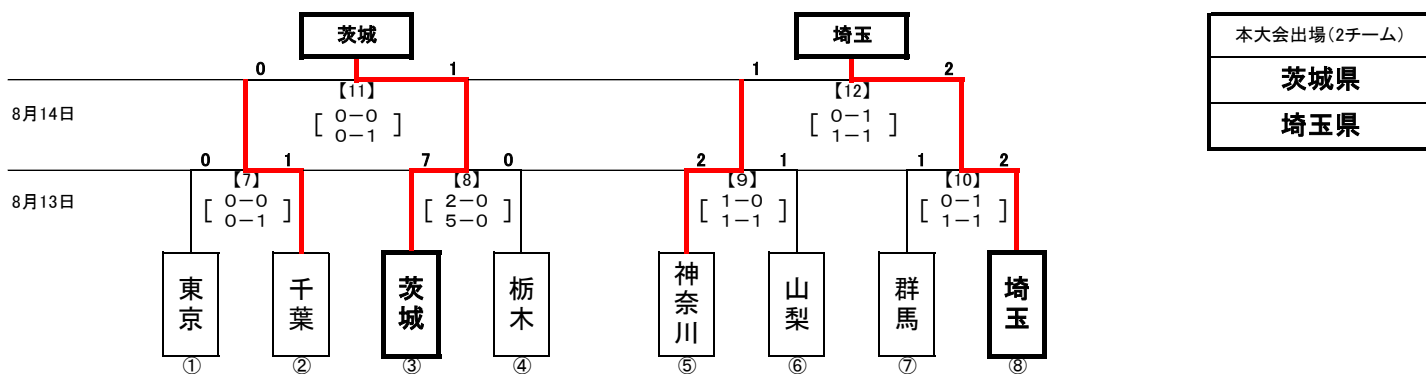 茨城
埼玉
本大会出場(2チーム)
茨城県
埼玉県
0 1 1 2
【11】 【12】
8月14日
[ 0-0 0-1 ]
[ 0-1 1-1 ]
0 1 7 0 2 1 1 2
【7】 【8】 【9】 【10】
8月13日
[ 0-0 0-1 ]
[ 2-0 5-0 ]
[ 1-0 1-1 ]
[ 0-1 1-1 ]
東京
千葉
茨城
栃木
神奈川
山梨
群馬
埼玉
① ② ③ ④ ⑤ ⑥ ⑦ ⑧